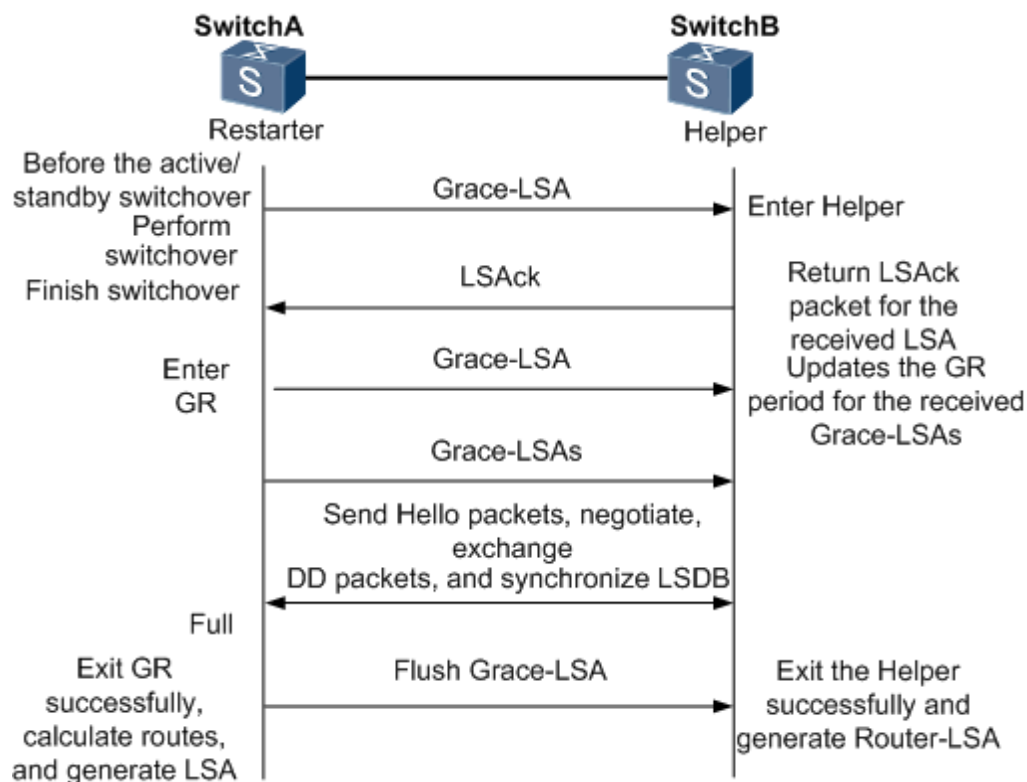 SwitchA
SwitchB
S
S
Restarter
Helper
Before the active/
standby switchover
Grace-LSA
Enter Helper
Perform
switchover
Finish switchover
LSAck
Return LSAck
packet for the
received LSA
Enter
GR
Grace-LSA
Updates the GR
period for the received
Grace-LSAs
Grace-LSAs
Send Hello packets, negotiate,
exchange
DD packets, and synchronize LSDB
Full
Exit GR
successfully,
calculate routes,
and generate LSA
Flush Grace-LSA
Exit the Helper
successfully and
generate Router-LSA